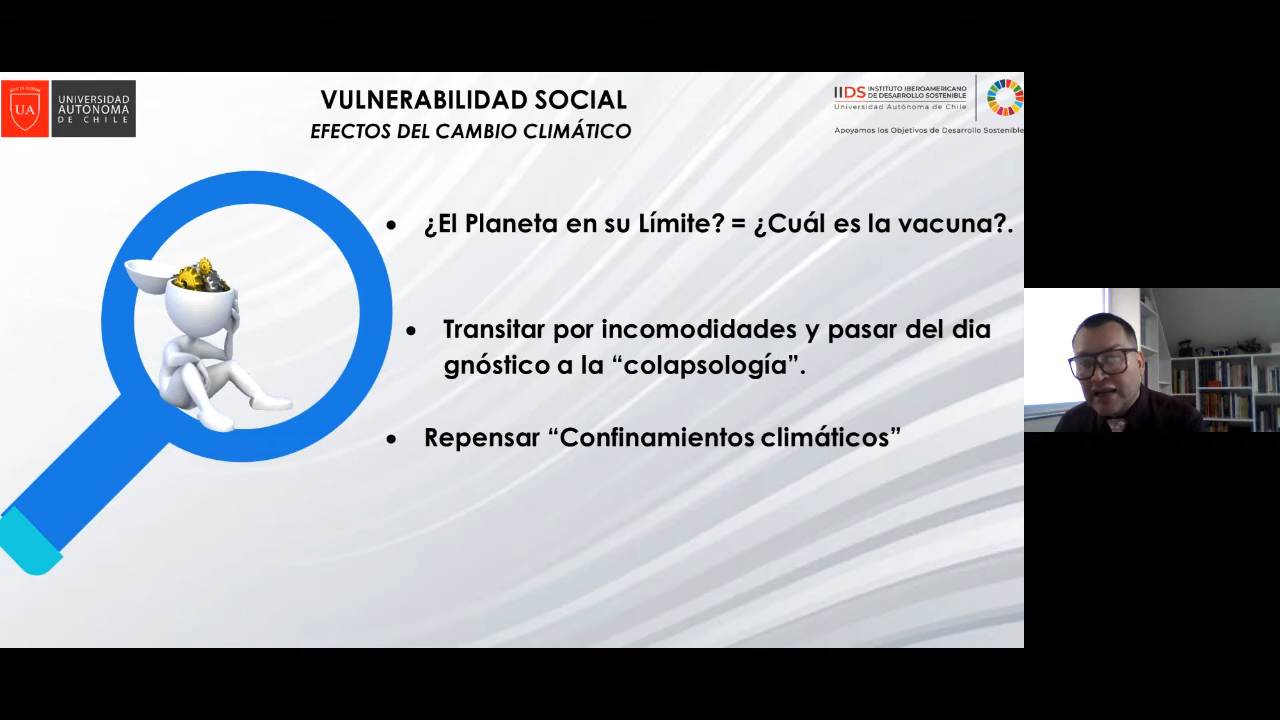 UA
UNIVERSIDAD
AUTÓNOMA
DE CHILE
VULNERABILIDAD SOCIAL
EFECTOS DEL CAMBIO CLIMÁTICO
IIDS INSTITUTO IBEROAMERICANO
DE DESARROLLO SOSTENIBLE
Universidad Autónoma de Chile
Apoyamos los Objetivos de Desarrollo Sostenible
• ¿El Planeta en su Límite? = ¿Cuál es la vacuna?.
• Transitar por incomodidades y pasar del dia
gnóstico a la “colapsología”.
• Repensar “Confinamientos climáticos”